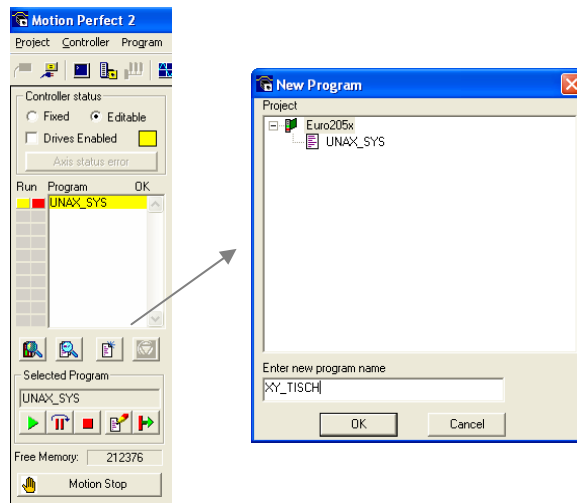 Motion Perfect 2
Project Controller Program
Controller status
Fixed Editable
Drives Enabled
Axis status error
Run Program OK
UNAX_SYS
Selected Program
UNAX_SYS
Free Memory: 212376
Motion Stop
New Program
Project
Euro205x
UNAX_SYS
Enter new program name
XY_TISCH
OK Cancel